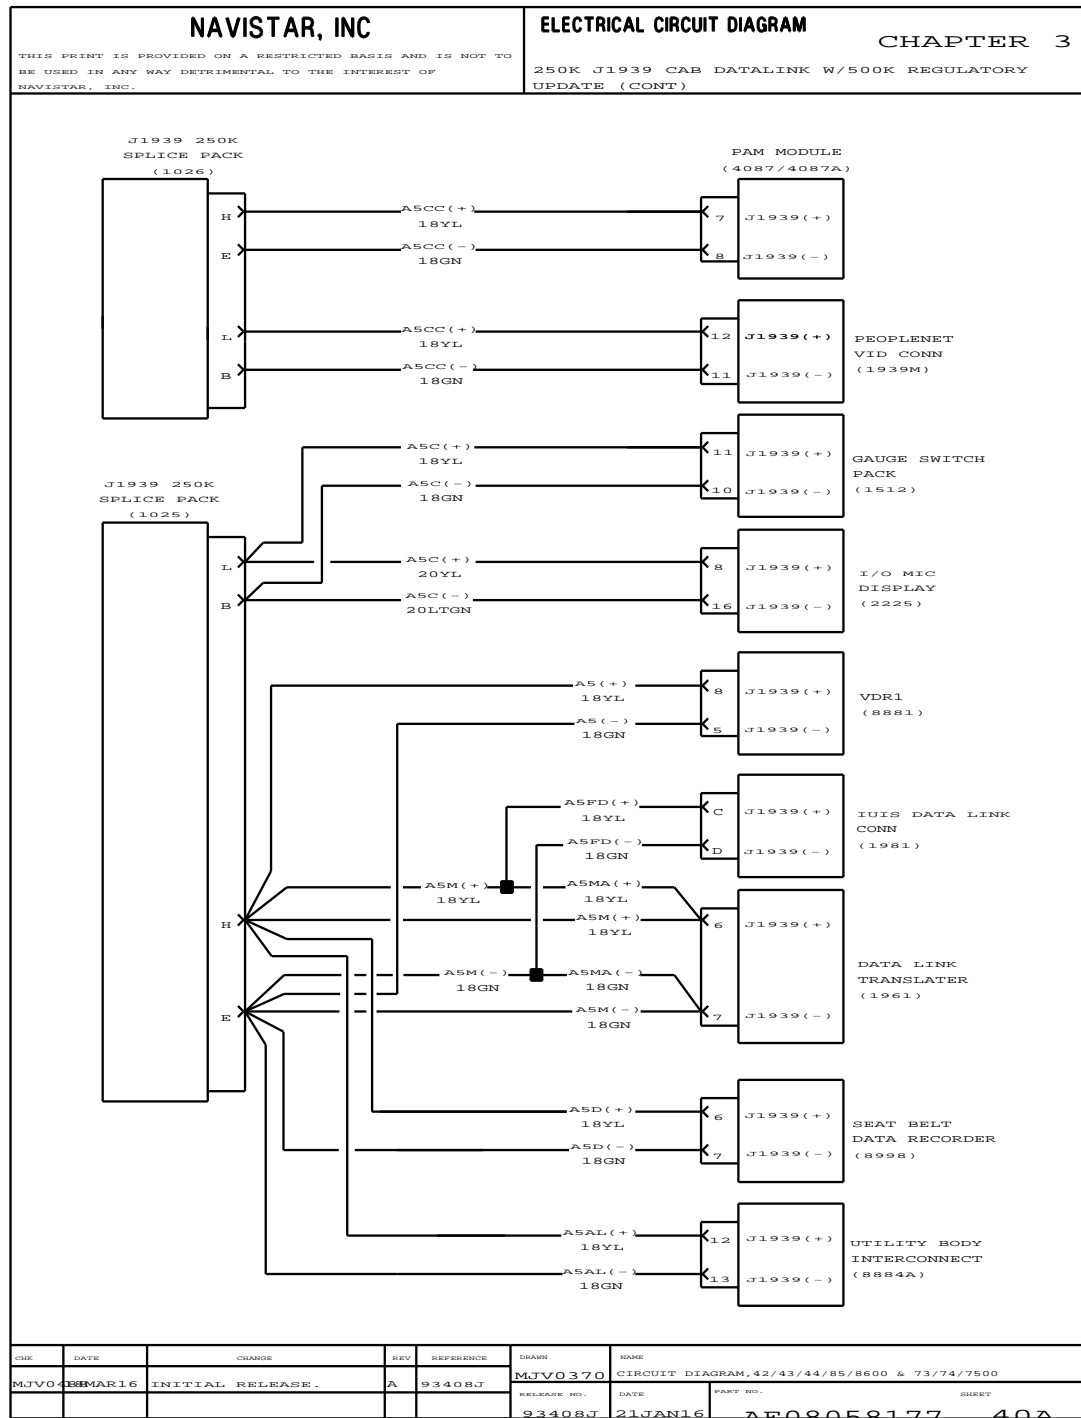 NAVISTAR, INC
THIS PRINT IS PROVIDED ON A RESTRICTED BASIS AND IS NOT TO
BE USED IN ANY WAY DETRIMENTAL TO THE INTEREST OF
NAVISTAR, INC.
ELECTRICAL CIRCUIT DIAGRAM
CHAPTER 3
250K J1939 CAB DATALINK W/500K REGULATORY
UPDATE (CONT)
J1939 250K
SPLICE PACK
(1026)
PAM MODULE
(4087/4087A)
H
A5CC(+)
18YL
7
J1939(+)
E
A5CC(-)
18GN
8
J1939(-)
L
A5CC(+)
18YL
12
J1939(+)
B
A5CC(-)
18GN
11
J1939(-)
PEOPLENET
VID CONN
(1939M)
A5C(+)
18YL
11
J1939(+)
A5C(-)
18GN
10
J1939(-)
GAUGE SWITCH
PACK
(1512)
J1939 250K
SPLICE PACK
(1025)
L
A5C(+)
20YL
8
J1939(+)
B
A5C(-)
20LTGN
16
J1939(-)
I/O MIC
DISPLAY
(2225)
A5(+)
18YL
8
J1939(+)
A5(-)
18GN
5
J1939(-)
VDR1
(8881)
A5FD(+)
18YL
C
J1939(+)
A5FD(-)
18GN
D
J1939(-)
IUIS DATA LINK
CONN
(1981)
A5M(+)
18YL
A5MA(+)
18YL
H
A5M(+)
18YL
6
J1939(+)
A5M(-)
18GN
A5MA(-)
18GN
E
A5M(-)
18GN
7
J1939(-)
DATA LINK
TRANSLATER
(1961)
A5D(+)
18YL
6
J1939(+)
A5D(-)
18GN
7
J1939(-)
SEAT BELT
DATA RECORDER
(8998)
A5AL(+)
18YL
12
J1939(+)
A5AL(-)
18GN
13
J1939(-)
UTILITY BODY
INTERCONNECT
(8884A)
CHK DATE CHANGE REV REFERENCE
INITIAL RELEASE. A 93408J
DRAWN
MJV0370
NAME
CIRCUIT DIAGRAM,42/43/44/85/8600 & 73/74/7500
RELEASE NO.
93408J
DATE
21JAN16
PART NO.
AF08058177
SHEET
40A